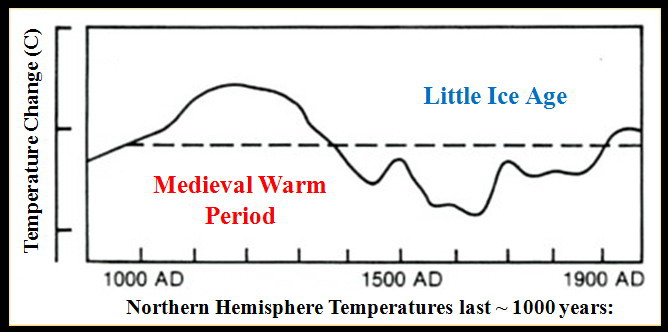 Temperature Change (C)
Little Ice Age
Medieval Warm
Period
1000 AD
1500 AD
1900 AD
Northern Hemisphere Temperatures last ~ 1000 years: